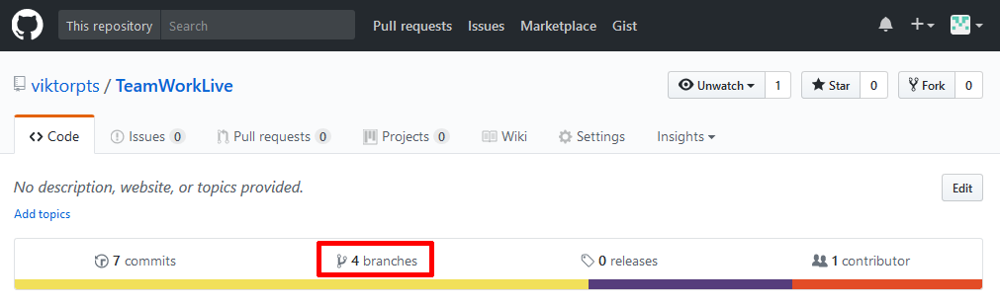 This repository Search Pull requests Issues Marketplace Gist
viktorpts / TeamWorkLive Unwatch 1 Star 0 Fork 0
Code Issues 0 Pull requests 0 Projects 0 Wiki Settings Insights
No description, website, or topics provided. Edit
Add topics
7 commits 4 branches 0 releases 1 contributor